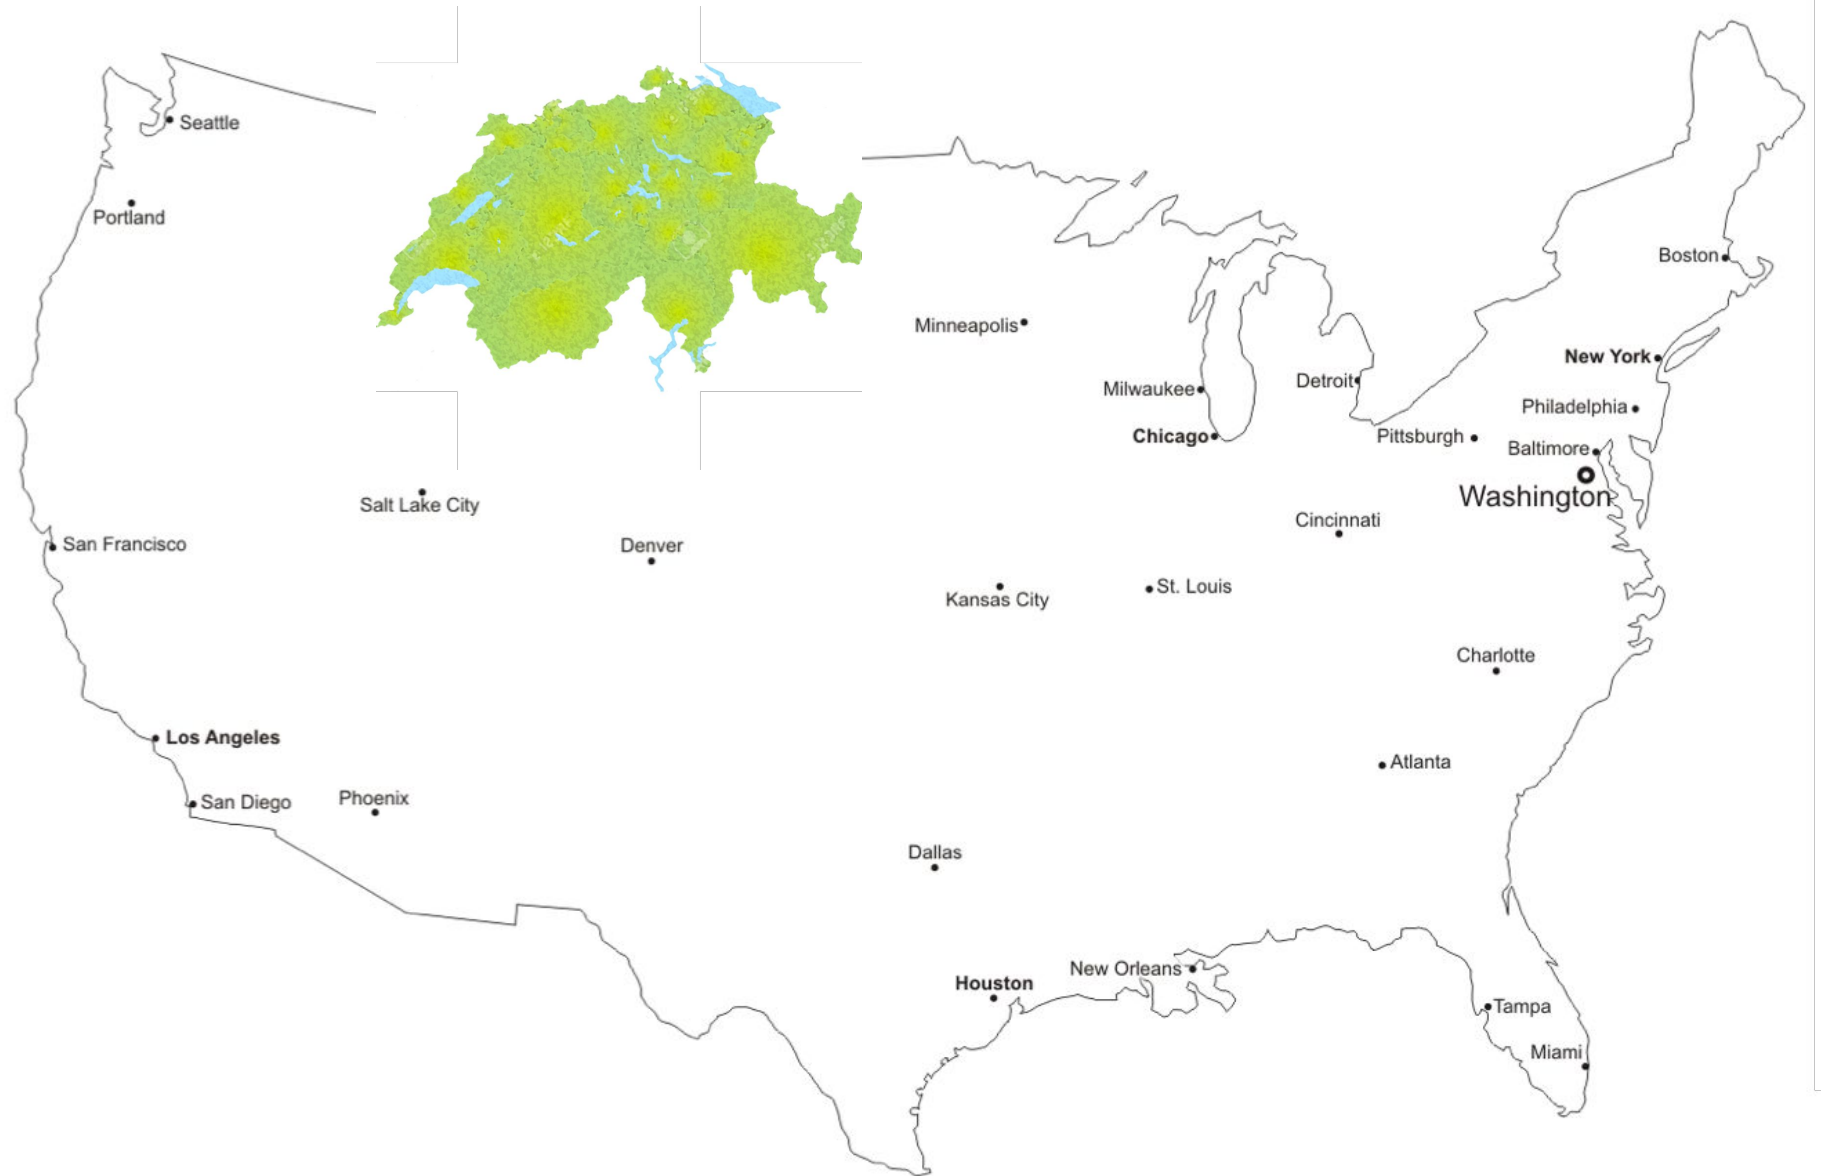 Seattle
Portland
Boston
Minneapolis
New York
Milwaukee
Detroit
Philadelphia
Chicago
Pittsburgh
Baltimore
Washington
Salt Lake City
San Francisco
Cincinnati
Denver
Kansas City
St. Louis
Charlotte
Los Angeles
Atlanta
San Diego
Phoenix
Dallas
New Orleans
Houston
Tampa
Miami